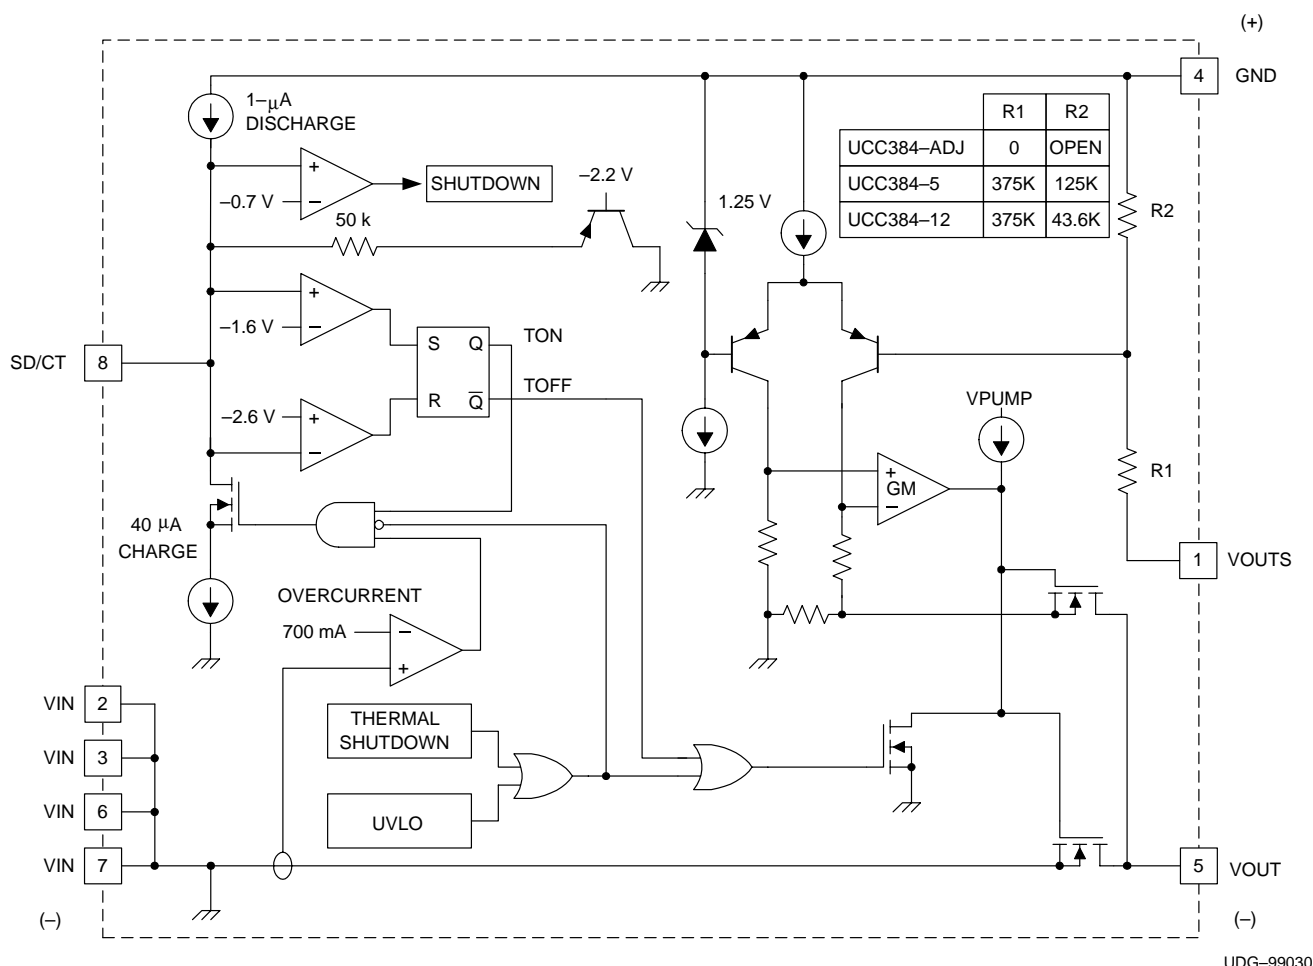 (+)
4
GND
1–μA
DISCHARGE
R1 R2
UCC384–ADJ 0 OPEN
UCC384–5 375K 125K
UCC384–12 375K 43.6K
+
–0.7 V
–
SHUTDOWN
–2.2 V
50 k
1.25 V
R2
+
–1.6 V
–
SD/CT
8
S Q
TON
R Q̅
TOFF
–2.6 V
+
–
VPUMP
+
GM
–
R1
40 μA
CHARGE
1
VOUTS
OVERCURRENT
700 mA
–
+
VIN
2
THERMAL
SHUTDOWN
VIN
3
VIN
6
UVLO
VIN
7
5
VOUT
(–)
(–)
UDG–99030